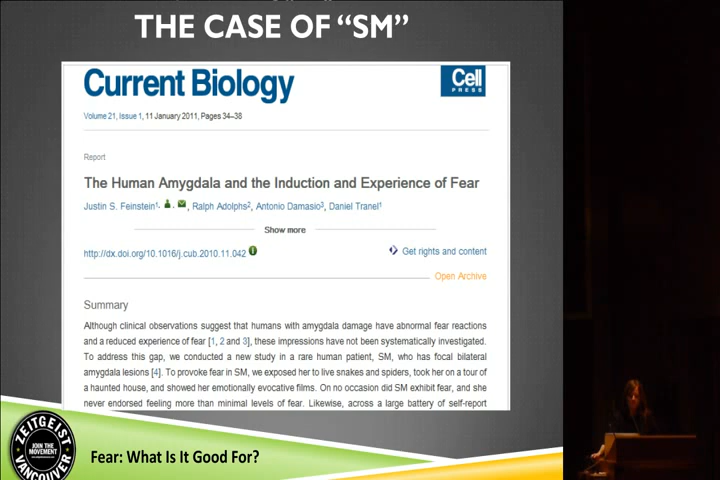 THE CASE OF “SM”
Current Biology
Cell
PRESS
Volume 21, Issue 1, 11 January 2011, Pages 34–38
Report
The Human Amygdala and the Induction and Experience of Fear
Justin S. Feinstein1, , Ralph Adolphs2, Antonio Damasio3, Daniel Tranel1
Show more
http://dx.doi.org/10.1016/j.cub.2010.11.042
Get rights and content
Open Archive
Summary
Although clinical observations suggest that humans with amygdala damage have abnormal fear reactions
and a reduced experience of fear [1, 2 and 3], these impressions have not been systematically investigated.
To address this gap, we conducted a new study in a rare human patient, SM, who has focal bilateral
amygdala lesions [4]. To provoke fear in SM, we exposed her to live snakes and spiders, took her on a tour of
a haunted house, and showed her emotionally evocative films. On no occasion did SM exhibit fear, and she
never endorsed feeling more than minimal levels of fear. Likewise, across a large battery of self-report
ZEITGEIST
JOIN THE
MOVEMENT
VANCOUVER
Fear: What Is It Good For?